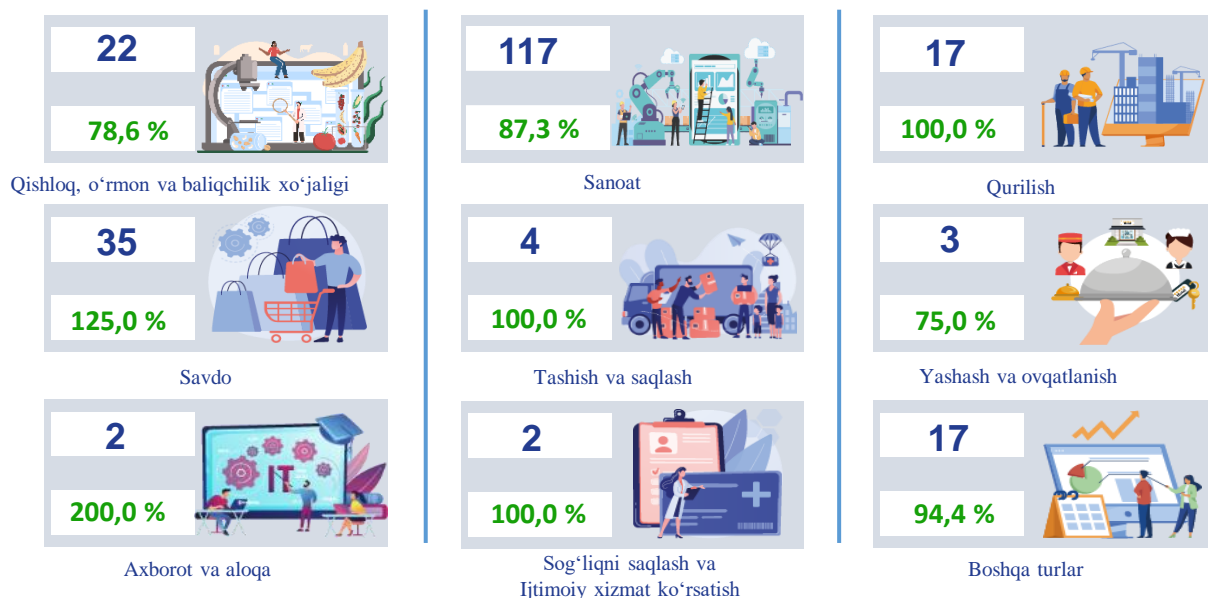 22
78,6 %
Qishloq, o‘rmon va baliqchilik xo‘jaligi
117
87,3 %
Sanoat
17
100,0 %
Qurilish
35
125,0 %
Savdo
4
100,0 %
Tashish va saqlash
3
75,0 %
Yashash va ovqatlanish
2
200,0 %
IT
Axborot va aloqa
2
100,0 %
Sog‘liqni saqlash va
Ijtimoiy xizmat ko‘rsatish
17
94,4 %
Boshqa turlar